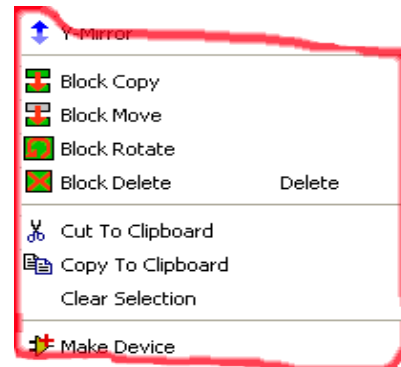 Y-Mirror
Block Copy
Block Move
Block Rotate
Block Delete Delete
Cut To Clipboard
Copy To Clipboard
Clear Selection
Make Device